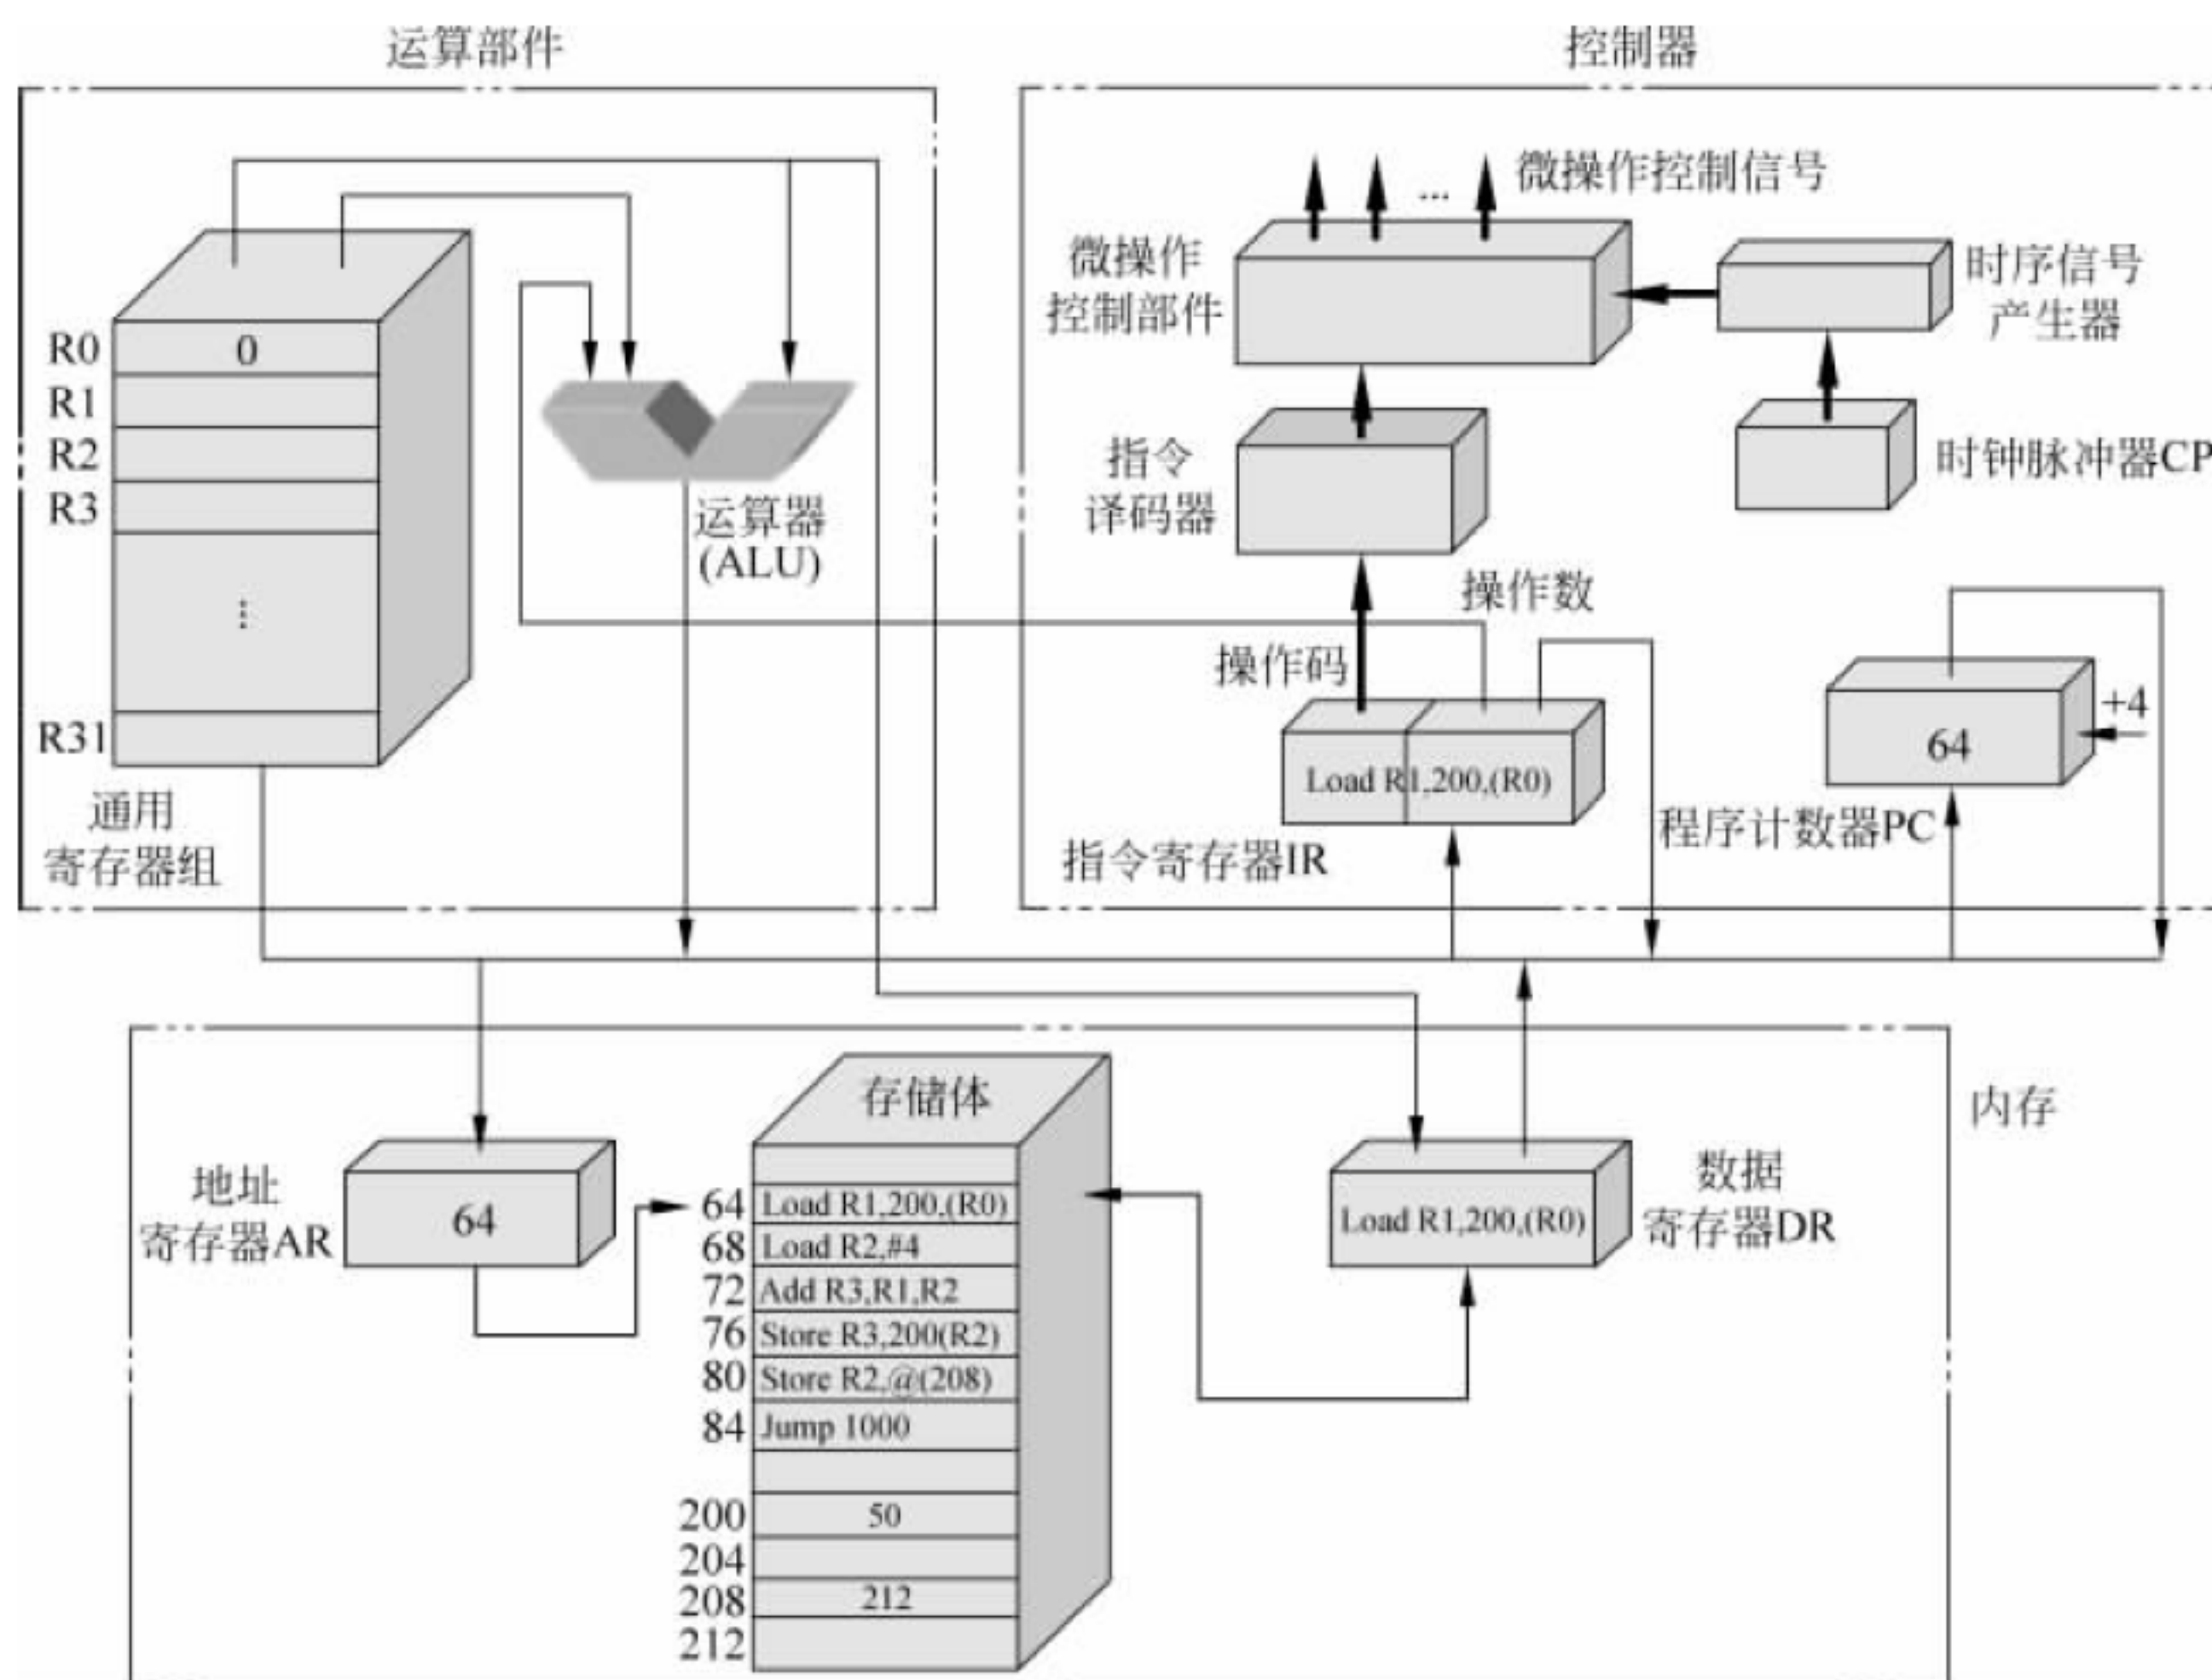 运算部件
控制器
R0
0
R1
R2
R3
⋮
R31
通用
寄存器组
运算器
(ALU)
微操作控制信号
...
微操作
控制部件
时序信号
产生器
指令
译码器
时钟脉冲器CP
操作数
操作码
Load R1,200,(R0)
指令寄存器IR
64
+4
程序计数器PC
内存
地址
寄存器AR
64
存储体
64 Load R1,200,(R0)
68 Load R2,#4
72 Add R3,R1,R2
76 Store R3,200(R2)
80 Store R2,@(208)
84 Jump 1000
200 50
204
208 212
212
Load R1,200,(R0)
数据
寄存器DR